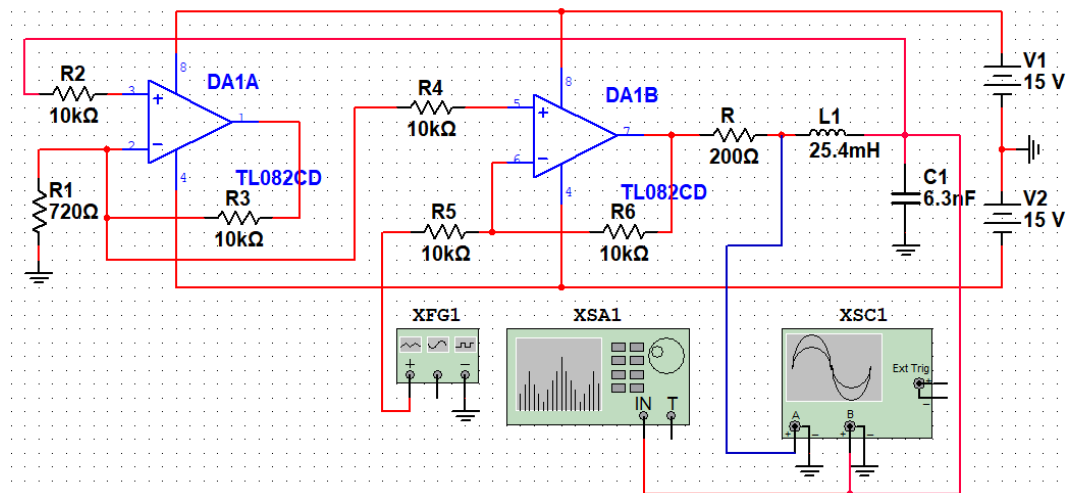 R2
10kΩ
3
2
8
4
1
DA1A
TL082CD
R1
720Ω
R3
10kΩ
R4
10kΩ
5
6
8
4
7
DA1B
TL082CD
R
200Ω
L1
25.4mH
V1
15 V
C1
6.3nF
V2
15 V
R5
10kΩ
R6
10kΩ
XFG1
XSA1
IN T
XSC1
Ext Trig
A B